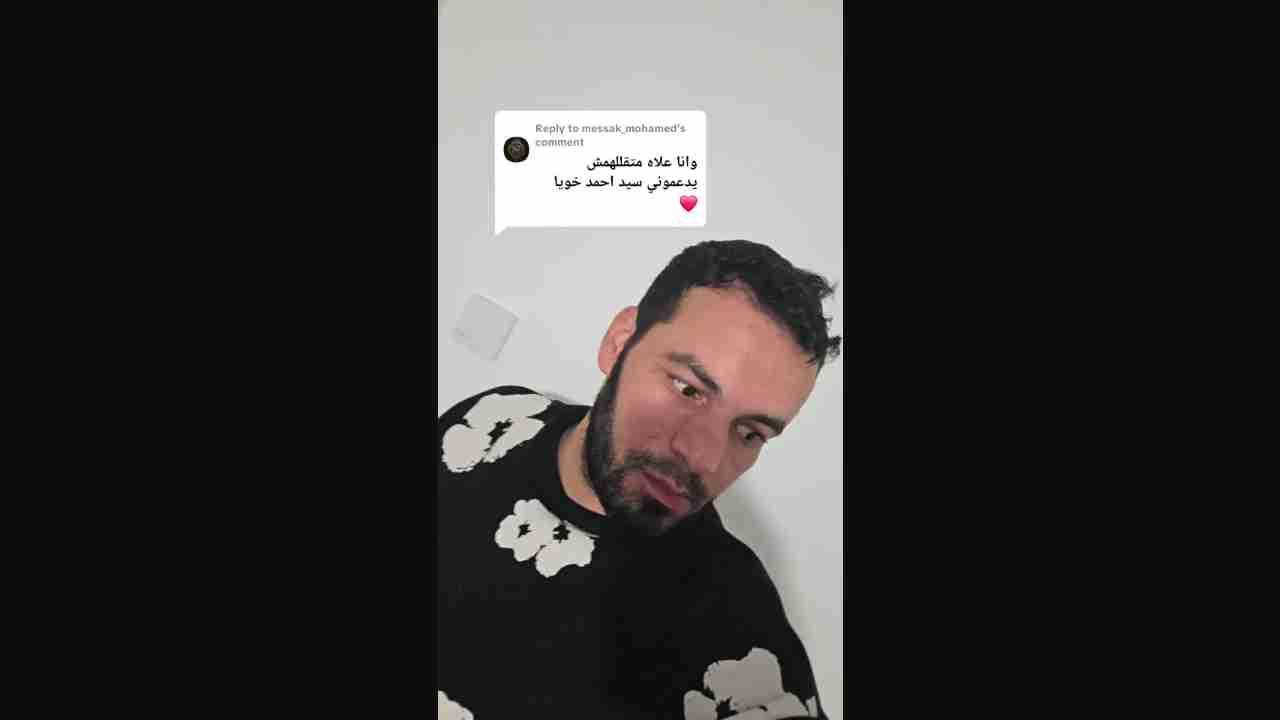 Reply to messak_mohamed's
comment
وانا علاه متقللهمش
يدعموني سيد احمد خويا
❤️